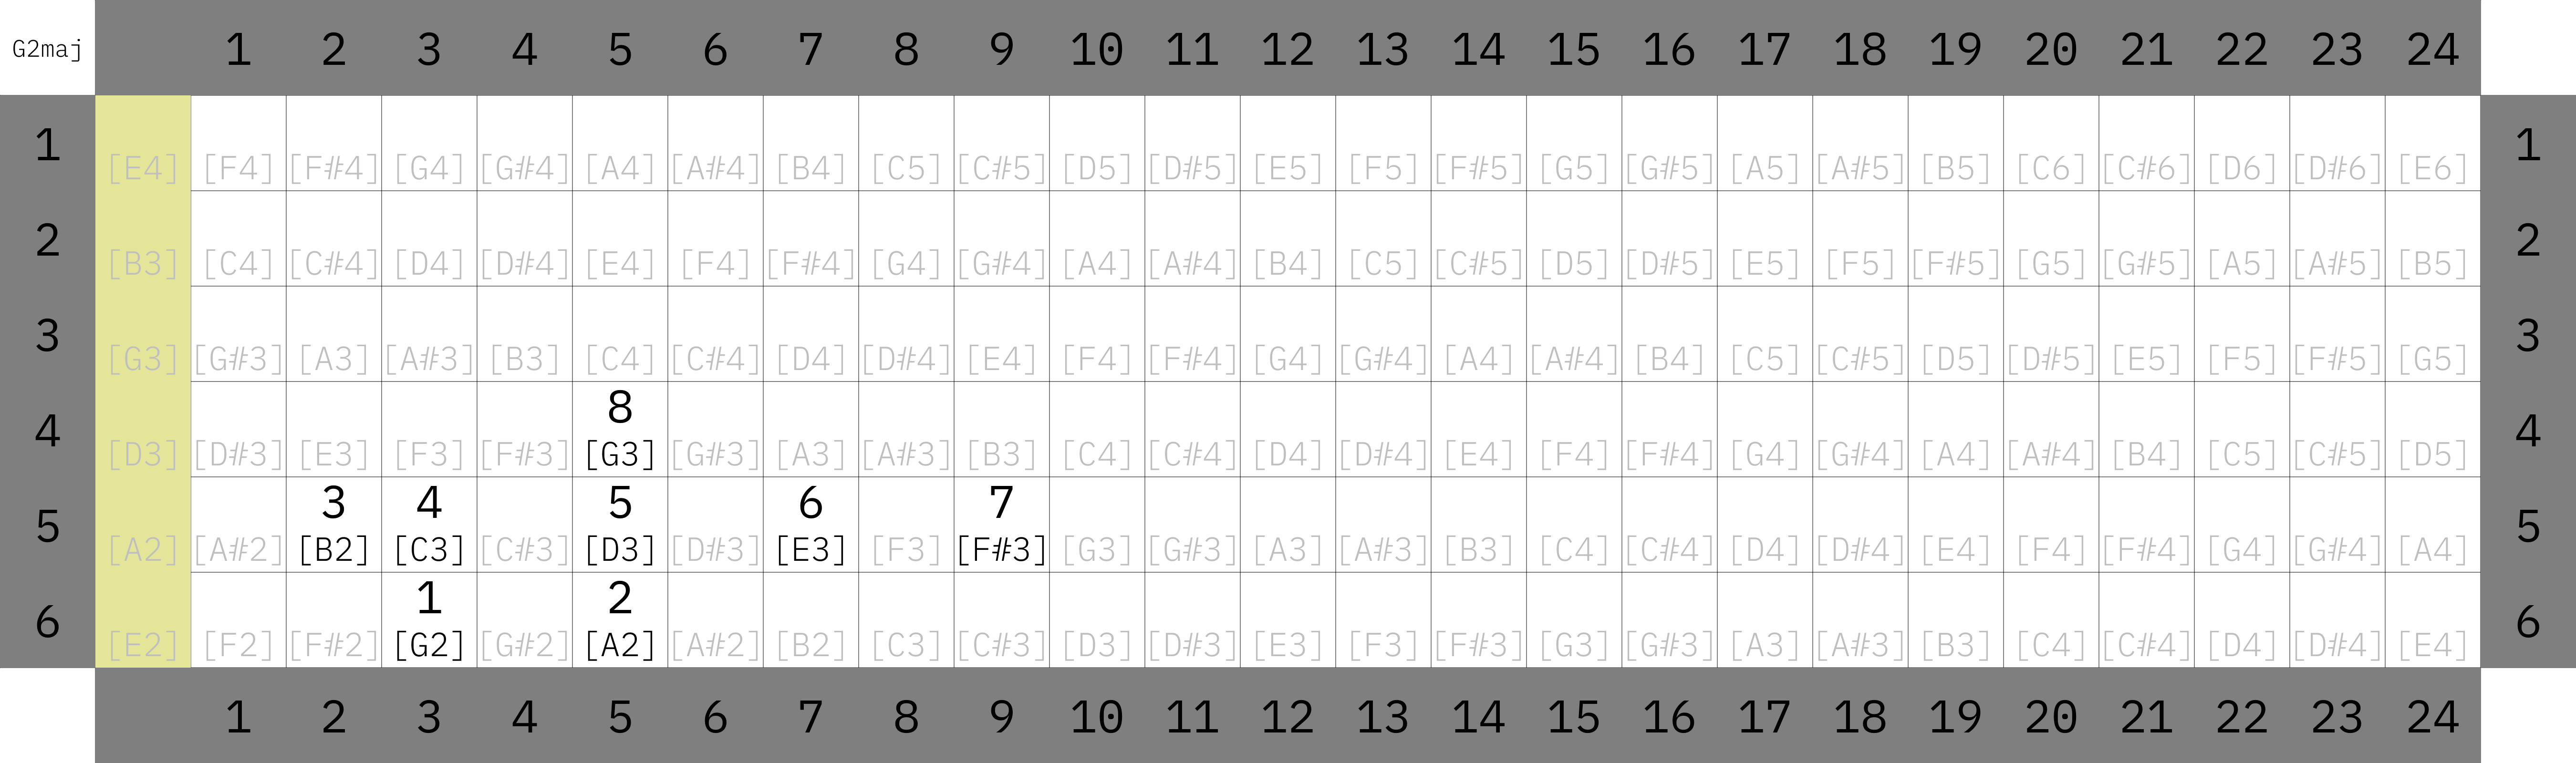 G2maj 1 2 3 4 5 6 7 8 9 10 11 12 13 14 15 16 17 18 19 20 21 22 23 24
1 [E4] [F4] [F#4] [G4] [G#4] [A4] [A#4] [B4] [C5] [C#5] [D5] [D#5] [E5] [F5] [F#5] [G5] [G#5] [A5] [A#5] [B5] [C6] [C#6] [D6] [D#6] [E6] 1
2 [B3] [C4] [C#4] [D4] [D#4] [E4] [F4] [F#4] [G4] [G#4] [A4] [A#4] [B4] [C5] [C#5] [D5] [D#5] [E5] [F5] [F#5] [G5] [G#5] [A5] [A#5] [B5] 2
3 [G3] [G#3] [A3] [A#3] [B3] [C4] [C#4] [D4] [D#4] [E4] [F4] [F#4] [G4] [G#4] [A4] [A#4] [B4] [C5] [C#5] [D5] [D#5] [E5] [F5] [F#5] [G5] 3
8
4 [D3] [D#3] [E3] [F3] [F#3] [G3] [G#3] [A3] [A#3] [B3] [C4] [C#4] [D4] [D#4] [E4] [F4] [F#4] [G4] [G#4] [A4] [A#4] [B4] [C5] [C#5] [D5] 4
3 4 5 6 7
5 [A2] [A#2] [B2] [C3] [C#3] [D3] [D#3] [E3] [F3] [F#3] [G3] [G#3] [A3] [A#3] [B3] [C4] [C#4] [D4] [D#4] [E4] [F4] [F#4] [G4] [G#4] [A4] 5
1 2
6 [E2] [F2] [F#2] [G2] [G#2] [A2] [A#2] [B2] [C3] [C#3] [D3] [D#3] [E3] [F3] [F#3] [G3] [G#3] [A3] [A#3] [B3] [C4] [C#4] [D4] [D#4] [E4] 6
1 2 3 4 5 6 7 8 9 10 11 12 13 14 15 16 17 18 19 20 21 22 23 24